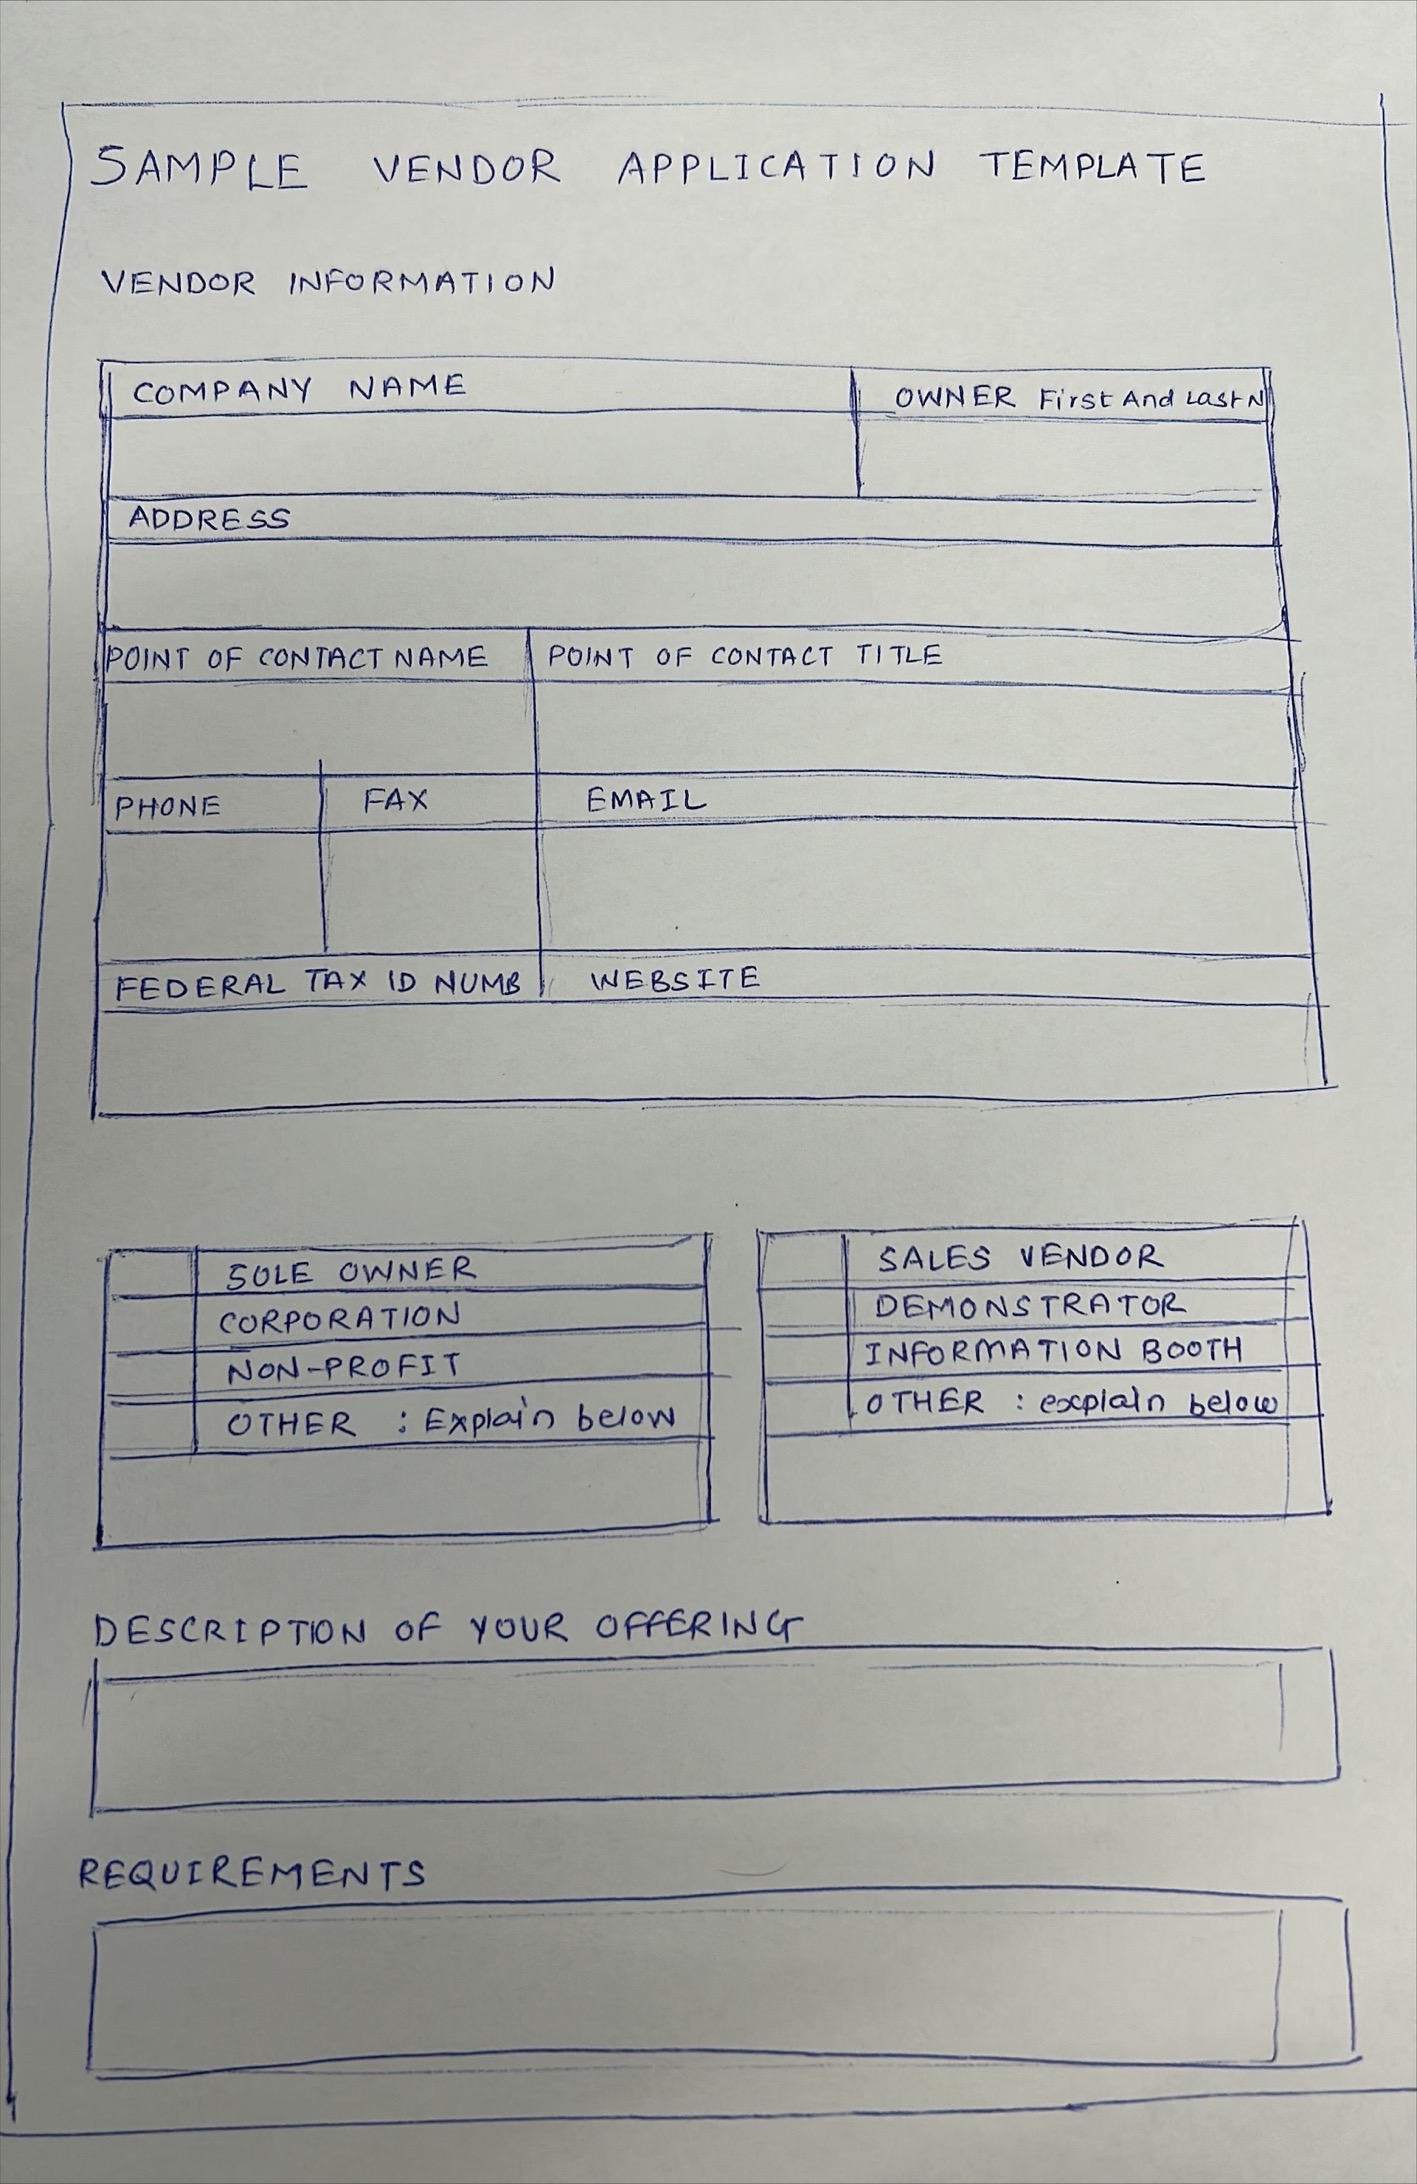 SAMPLE VENDOR APPLICATION TEMPLATE
VENDOR INFORMATION
COMPANY NAME
OWNER First And Last N
ADDRESS
POINT OF CONTACT NAME
POINT OF CONTACT TITLE
PHONE
FAX
EMAIL
FEDERAL TAX ID NUMB
WEBSITE
SOLE OWNER
CORPORATION
NON-PROFIT
OTHER : Explain below
SALES VENDOR
DEMONSTRATOR
INFORMATION BOOTH
OTHER : explain below
DESCRIPTION OF YOUR OFFERING
REQUIREMENTS